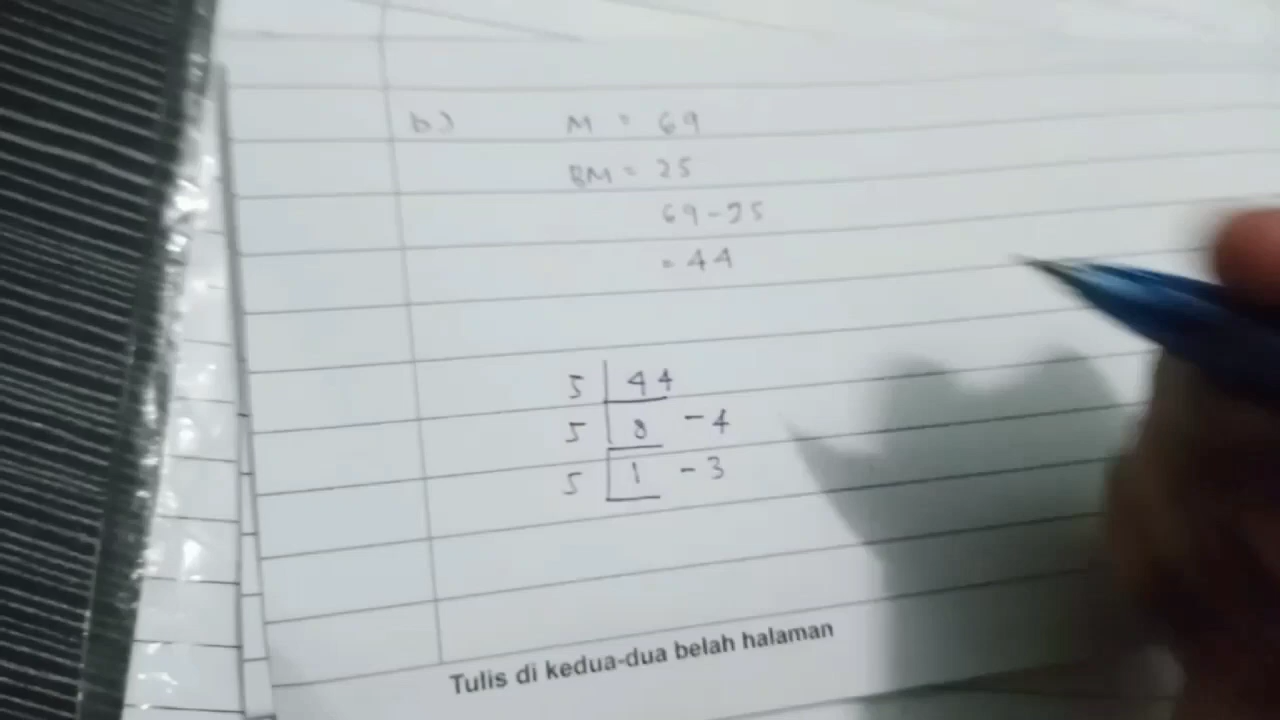 b) M = 69
BM = 25
69 - 25
= 44
5 44
5 8 - 4
5 1 - 3
Tulis di kedua-dua belah halaman